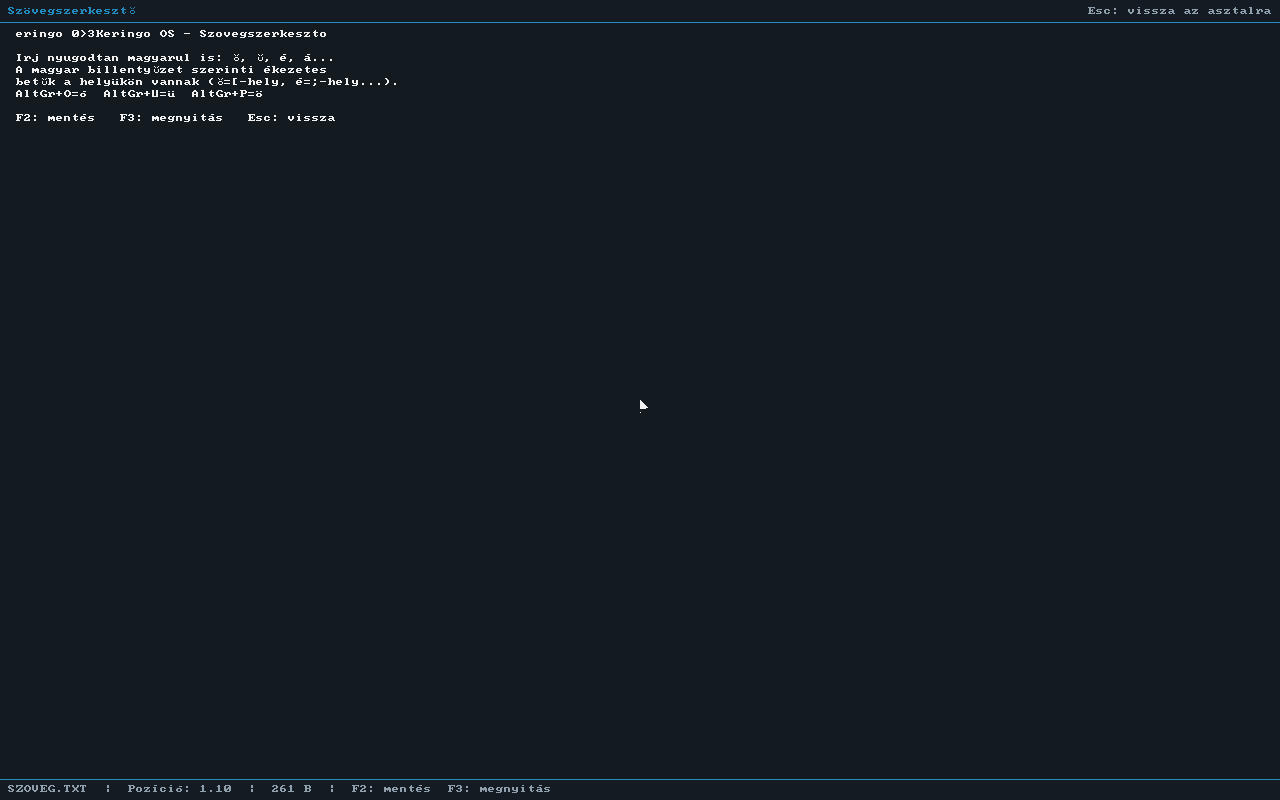 Szövegszerkesztő
Esc: vissza az asztalra
eringo 0>3Keringo OS - Szovegszerkeszto
Irj nyugodtan magyarul is: ő, ű, é, á...
A magyar billentyűzet szerinti ékezetes
betűk a helyükön vannak (ő=[-hely, é=;-hely...).
AltGr+O=ó  AltGr+U=ü  AltGr+P=ö
F2: mentés   F3: megnyitás   Esc: vissza
SZOVEG.TXT  |  Pozíció: 1.10  |  261 B  |  F2: mentés  F3: megnyitás